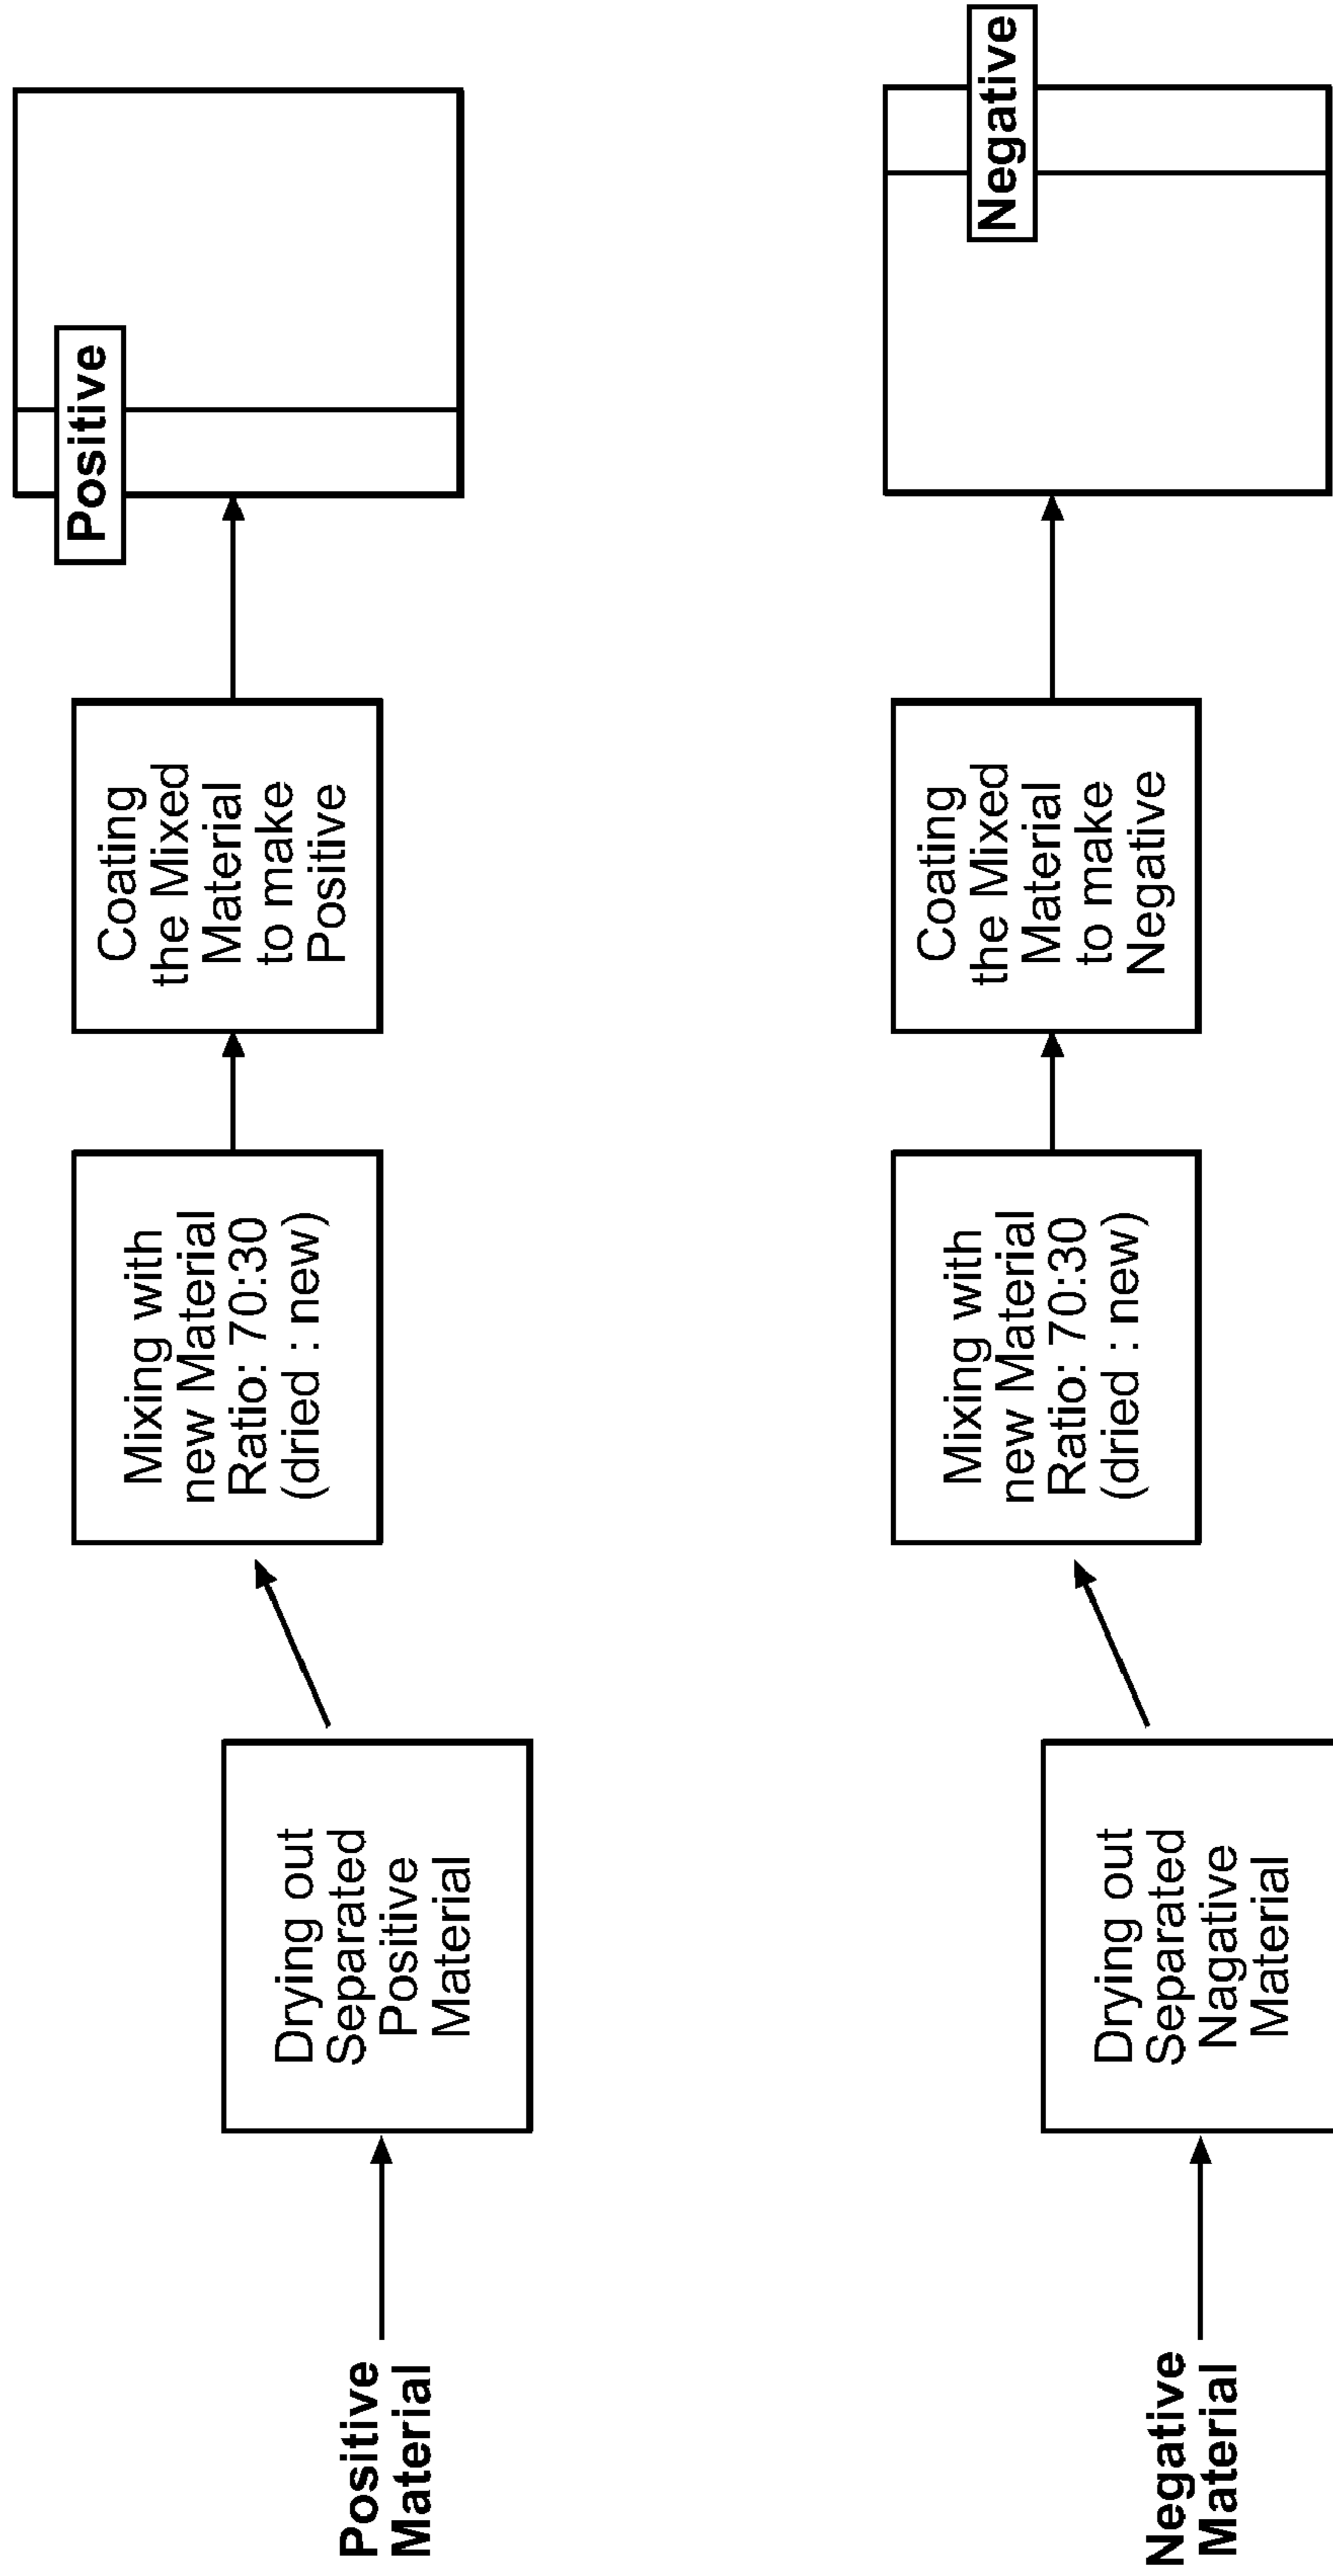 Positive
Material
Drying out
Separated
Positive
Material
Mixing with
new Material
Ratio: 70:30
(dried : new)
Coating
the Mixed
Material
to make
Positive
Positive
Negative
Material
Drying out
Separated
Nagative
Material
Mixing with
new Material
Ratio: 70:30
(dried : new)
Coating
the Mixed
Material
to make
Negative
Negative